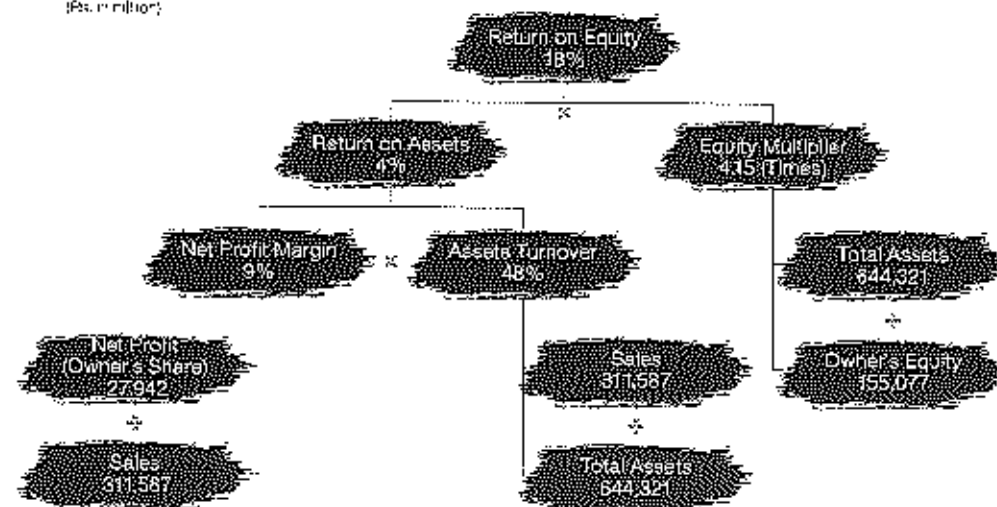 (Rs. in million)
Return on Equity
18%
×
Return on Assets
4%
Equity Multiplier
4.15 (Times)
Net Profit Margin
9%
×
Assets Turnover
48%
Total Assets
644,321
÷
Owner's Equity
155,077
Net Profit
(Owner's Share)
27,942
÷
Sales
311,587
Sales
311,587
÷
Total Assets
644,321